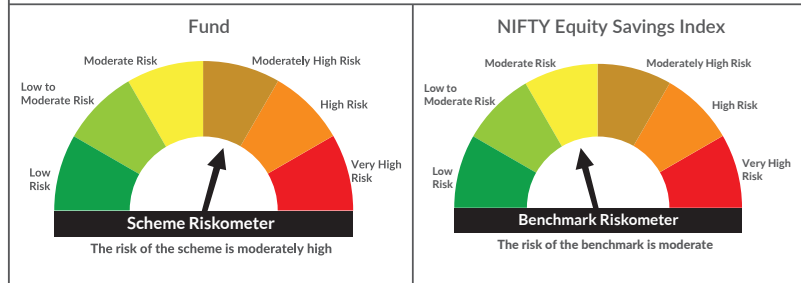 Fund
Moderate Risk
Moderately High Risk
Low to
Moderate Risk
High Risk
Low
Risk
Very High
Risk
Scheme Riskometer
The risk of the scheme is moderately high
NIFTY Equity Savings Index
Moderate Risk
Moderately High Risk
Low to
Moderate Risk
High Risk
Low
Risk
Very High
Risk
Benchmark Riskometer
The risk of the benchmark is moderate